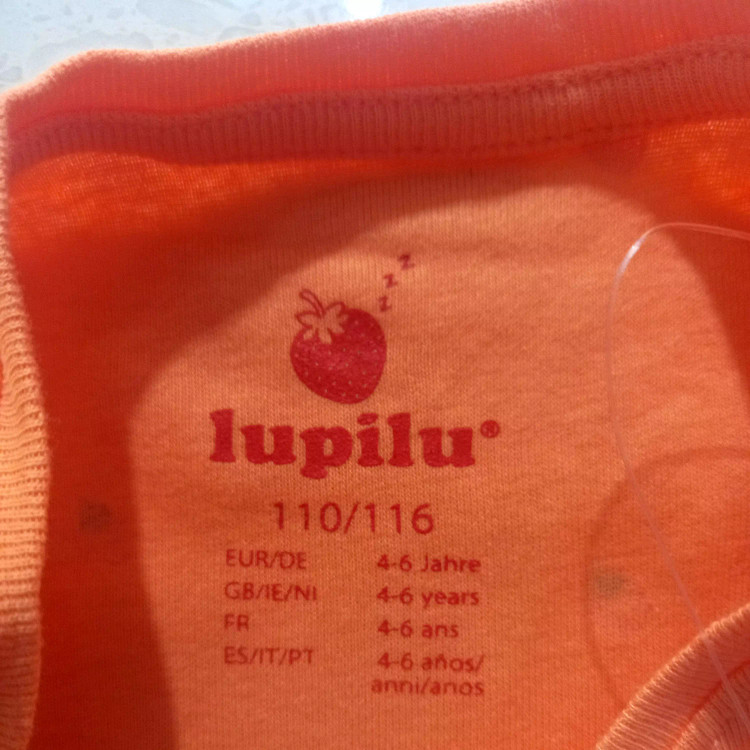 z z z
lupilu®
110/116
EUR/DE 4-6 Jahre
GB/IE/NI 4-6 years
FR 4-6 ans
ES/IT/PT 4-6 años/
anni/anos